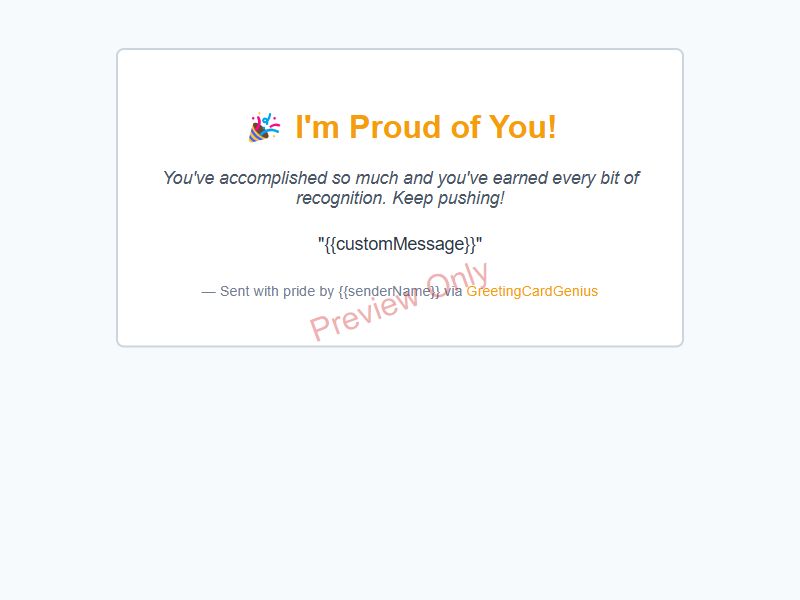 🎉 I'm Proud of You!
You've accomplished so much and you've earned every bit of
recognition. Keep pushing!
"{{customMessage}}"
— Sent with pride by {{senderName}} via GreetingCardGenius
Preview Only